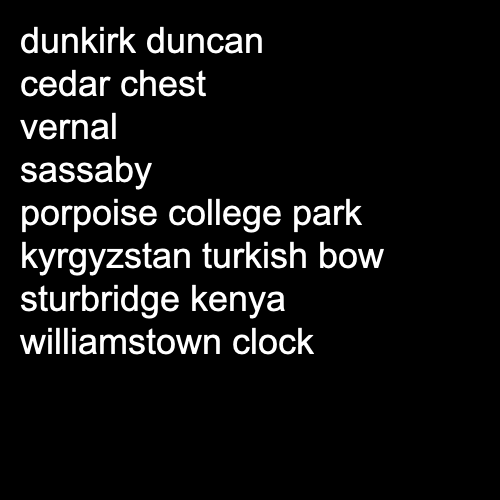 dunkirk duncan
cedar chest
vernal
sassaby
porpoise college park
kyrgyzstan turkish bow
sturbridge kenya
williamstown clock